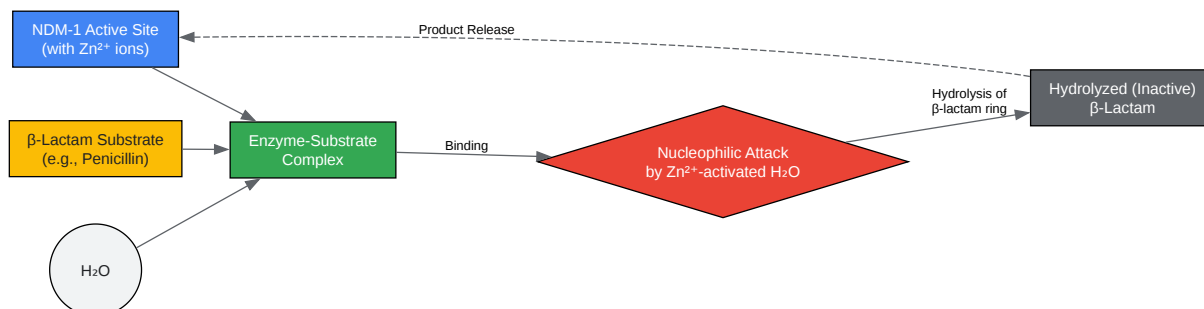 NDM-1 Active Site
(with Zn²⁺ ions)
Product Release
β-Lactam Substrate
(e.g., Penicillin)
Enzyme-Substrate
Complex
Binding
Nucleophilic Attack
by Zn²⁺-activated H₂O
Hydrolysis of
β-lactam ring
Hydrolyzed (Inactive)
β-Lactam
H₂O